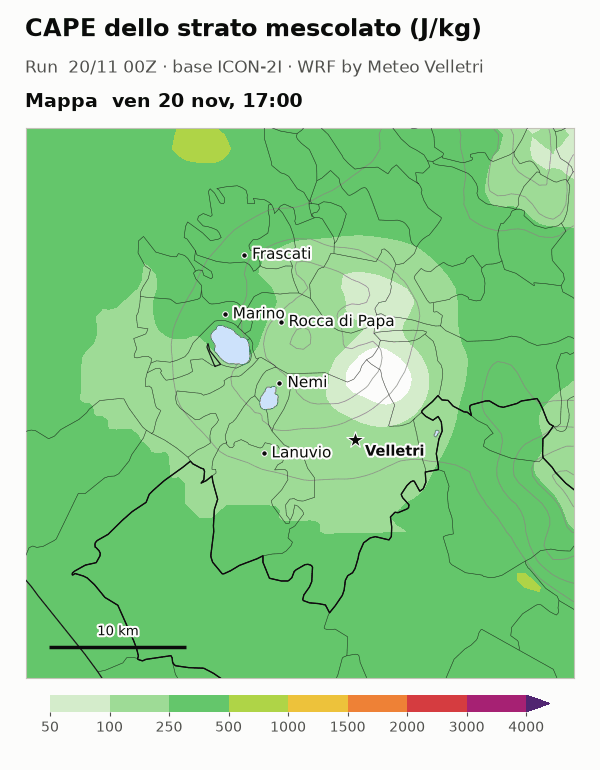 CAPE dello strato mescolato (J/kg)
Run  20/11 00Z · base ICON-2I · WRF by Meteo Velletri
Mappa  ven 20 nov, 17:00
Frascati
Marino
Rocca di Papa
Nemi
Velletri
Lanuvio
10 km
50 100 250 500 1000 1500 2000 3000 4000